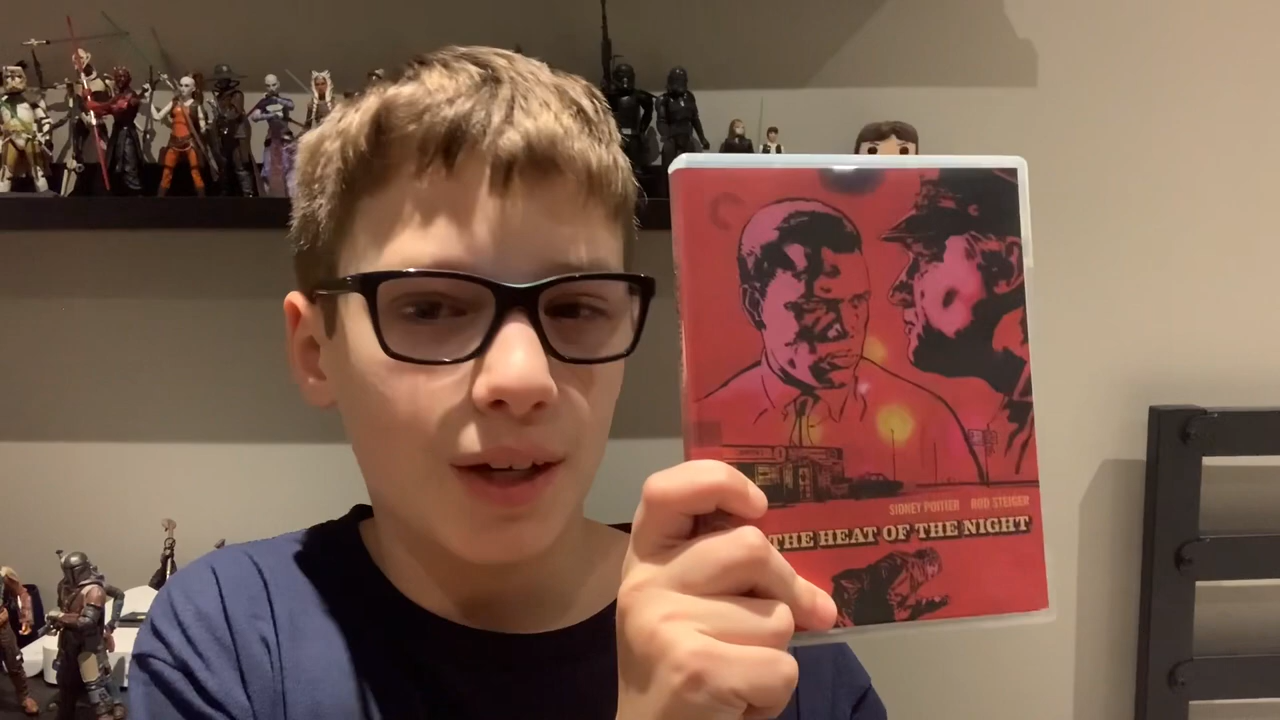 SIDNEY POITIER ROD STEIGER
THE HEAT OF THE NIGHT